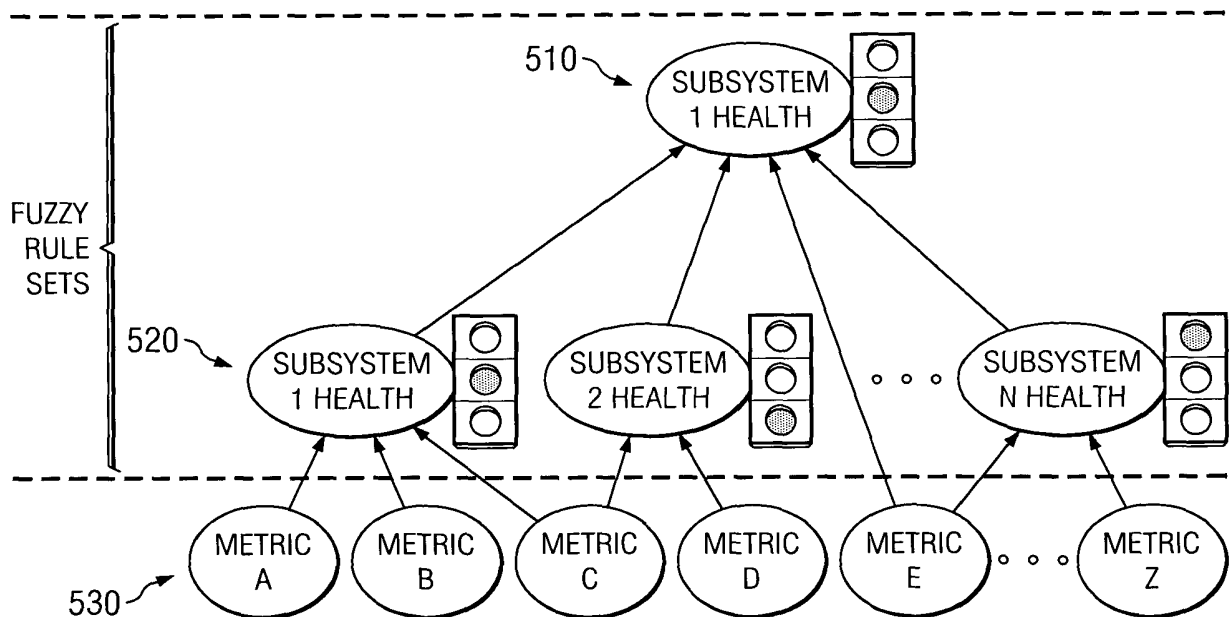 510
SUBSYSTEM
1 HEALTH
FUZZY
RULE
SETS
520
SUBSYSTEM
1 HEALTH
SUBSYSTEM
2 HEALTH
SUBSYSTEM
N HEALTH
530
METRIC
A
METRIC
B
METRIC
C
METRIC
D
METRIC
E
METRIC
Z